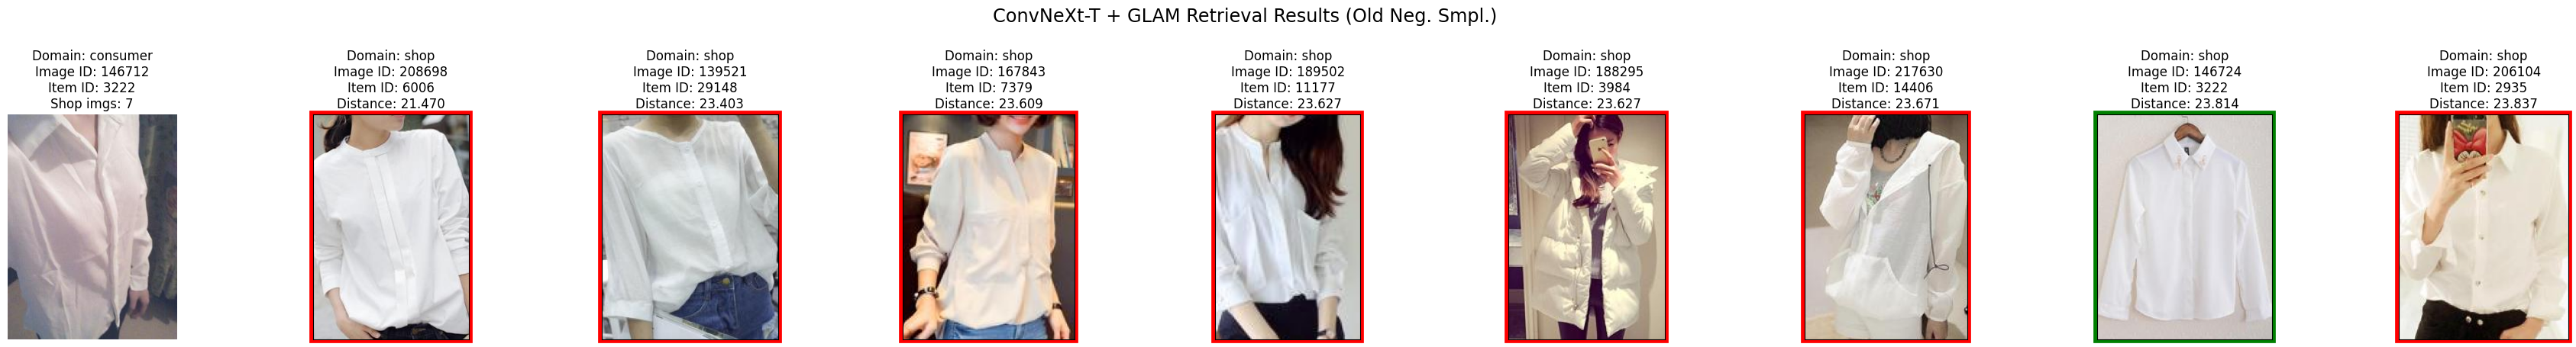 ConvNeXt-T + GLAM Retrieval Results (Old Neg. Smpl.)
Domain: consumer
Image ID: 146712
Item ID: 3222
Shop imgs: 7
Domain: shop
Image ID: 208698
Item ID: 6006
Distance: 21.470
Domain: shop
Image ID: 139521
Item ID: 29148
Distance: 23.403
Domain: shop
Image ID: 167843
Item ID: 7379
Distance: 23.609
Domain: shop
Image ID: 189502
Item ID: 11177
Distance: 23.627
Domain: shop
Image ID: 188295
Item ID: 3984
Distance: 23.627
Domain: shop
Image ID: 217630
Item ID: 14406
Distance: 23.671
Domain: shop
Image ID: 146724
Item ID: 3222
Distance: 23.814
Domain: shop
Image ID: 206104
Item ID: 2935
Distance: 23.837